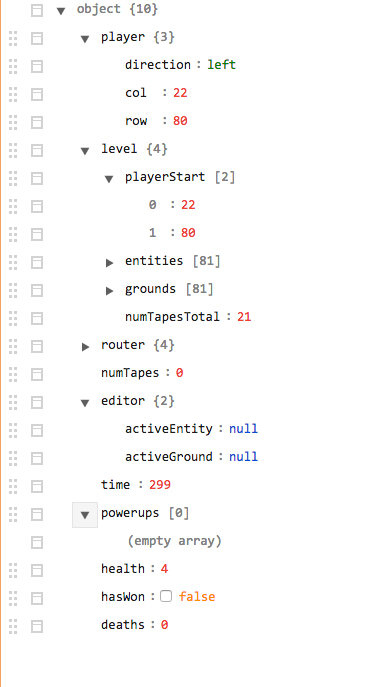 object {10}
player {3}
direction : left
col : 22
row : 80
level {4}
playerStart [2]
0 : 22
1 : 80
entities [81]
grounds [81]
numTapesTotal : 21
router {4}
numTapes : 0
editor {2}
activeEntity : null
activeGround : null
time : 299
powerups [0]
(empty array)
health : 4
hasWon : false
deaths : 0